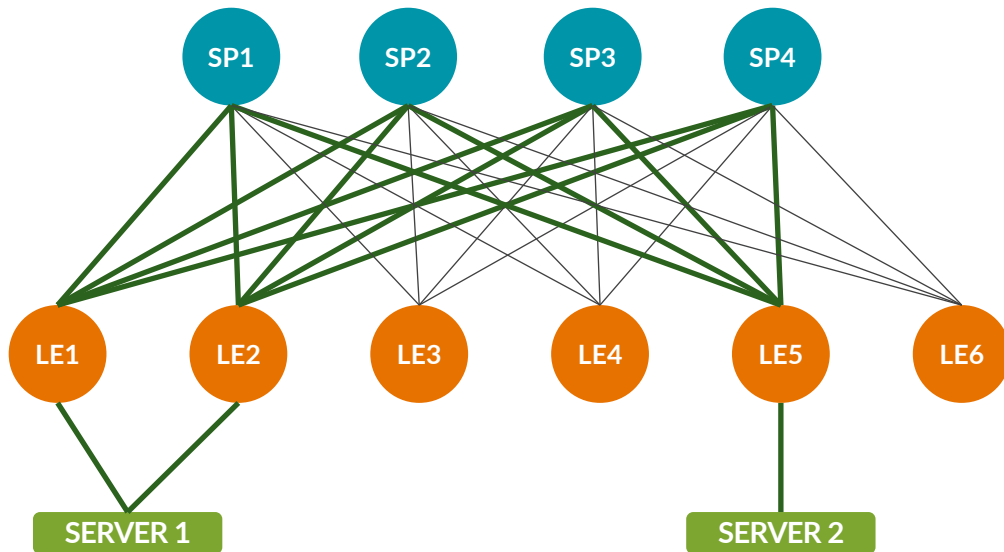 SP1
SP2
SP3
SP4
LE1
LE2
LE3
LE4
LE5
LE6
SERVER 1
SERVER 2